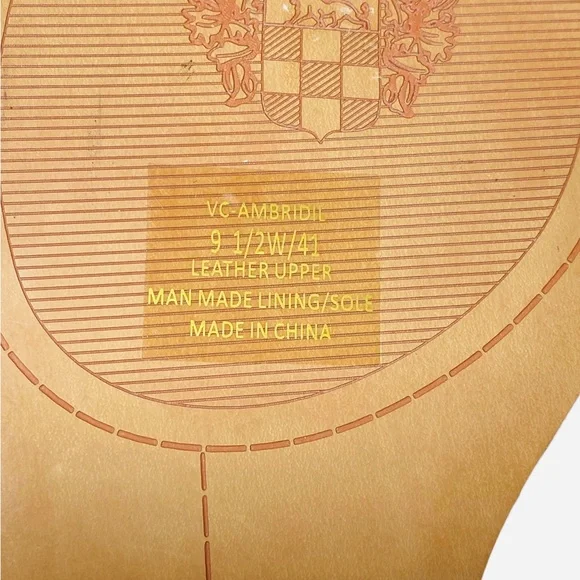 VC-AMBRIDIL
9 1/2W/41
LEATHER UPPER
MAN MADE LINING/SOLE
MADE IN CHINA